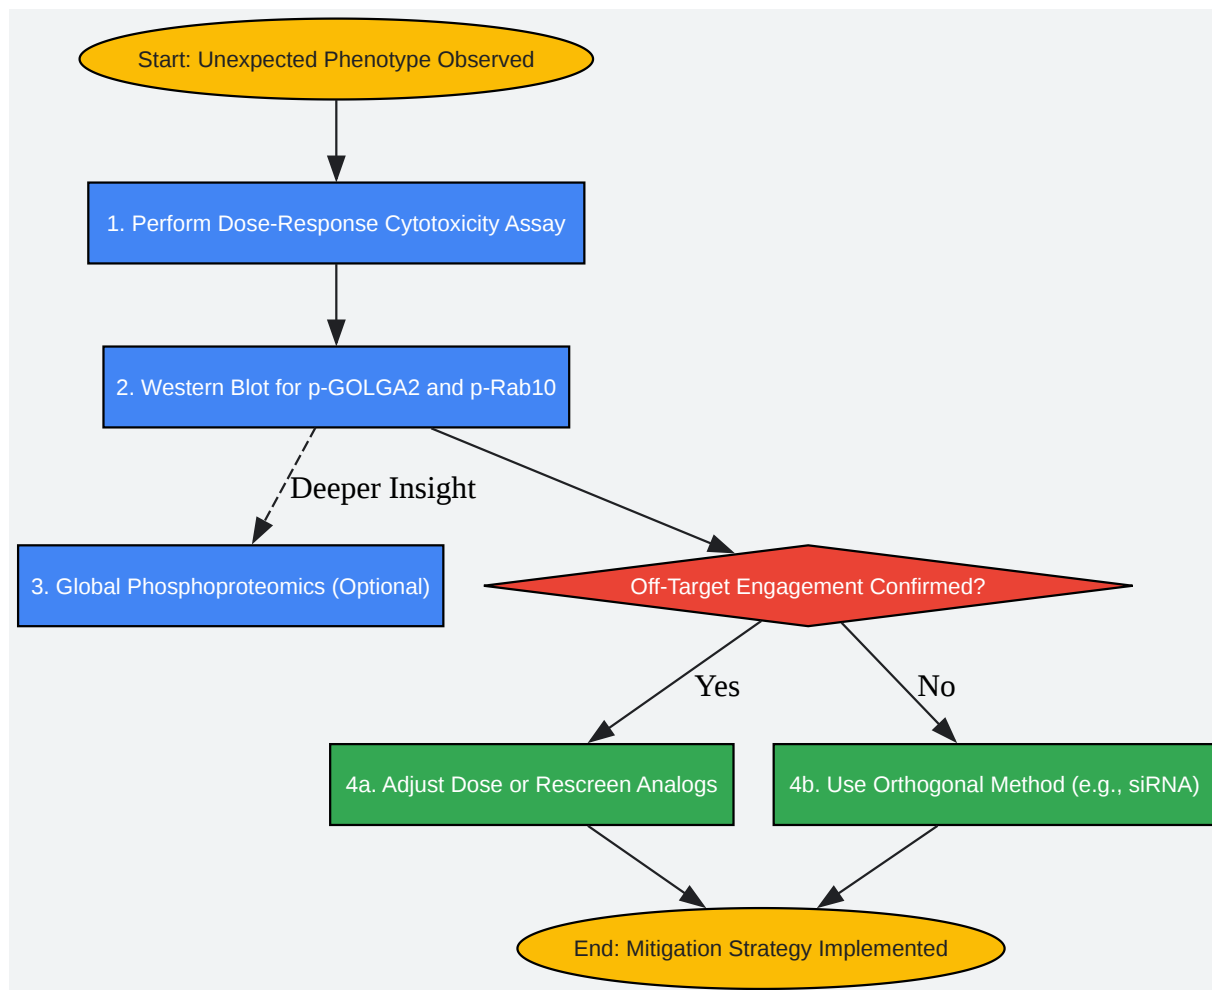 Start: Unexpected Phenotype Observed
1. Perform Dose-Response Cytotoxicity Assay
2. Western Blot for p-GOLGA2 and p-Rab10
Deeper Insight
3. Global Phosphoproteomics (Optional)
Off-Target Engagement Confirmed?
Yes
No
4a. Adjust Dose or Rescreen Analogs
4b. Use Orthogonal Method (e.g., siRNA)
End: Mitigation Strategy Implemented